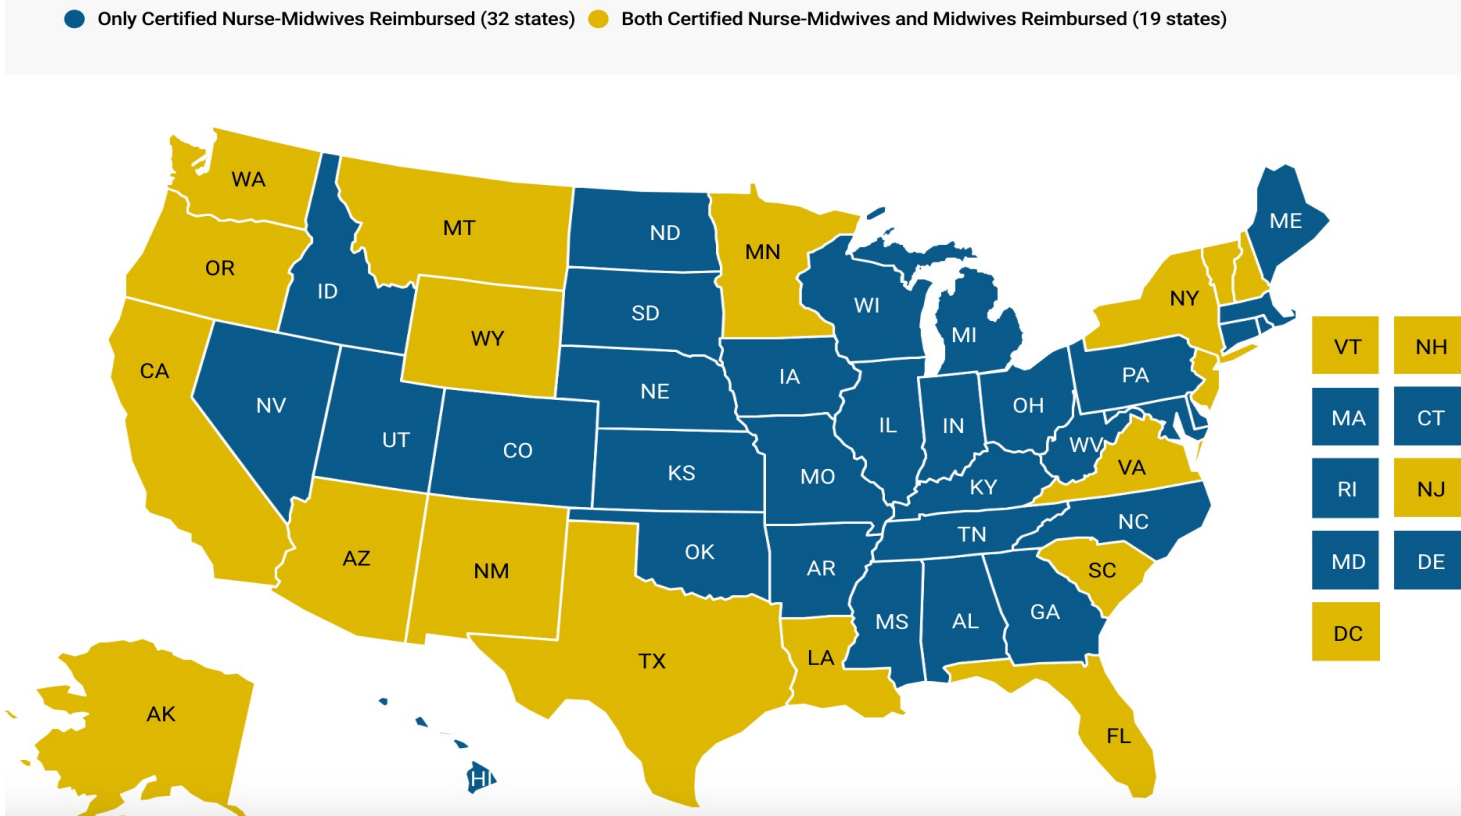 Only Certified Nurse-Midwives Reimbursed (32 states) Both Certified Nurse-Midwives and Midwives Reimbursed (19 states)
WA
MT
ND
MN
ME
OR
ID
SD
WI
NY
MI
WY
VT NH
CA
IA
PA
NE
NV
OH
MA CT
UT
CO
IL
IN
WV
VA
KS
MO
KY
RI NJ
NC
TN
OK
AZ
NM
AR
SC
MD DE
GA
MS
AL
DC
TX
LA
AK
FL
HI